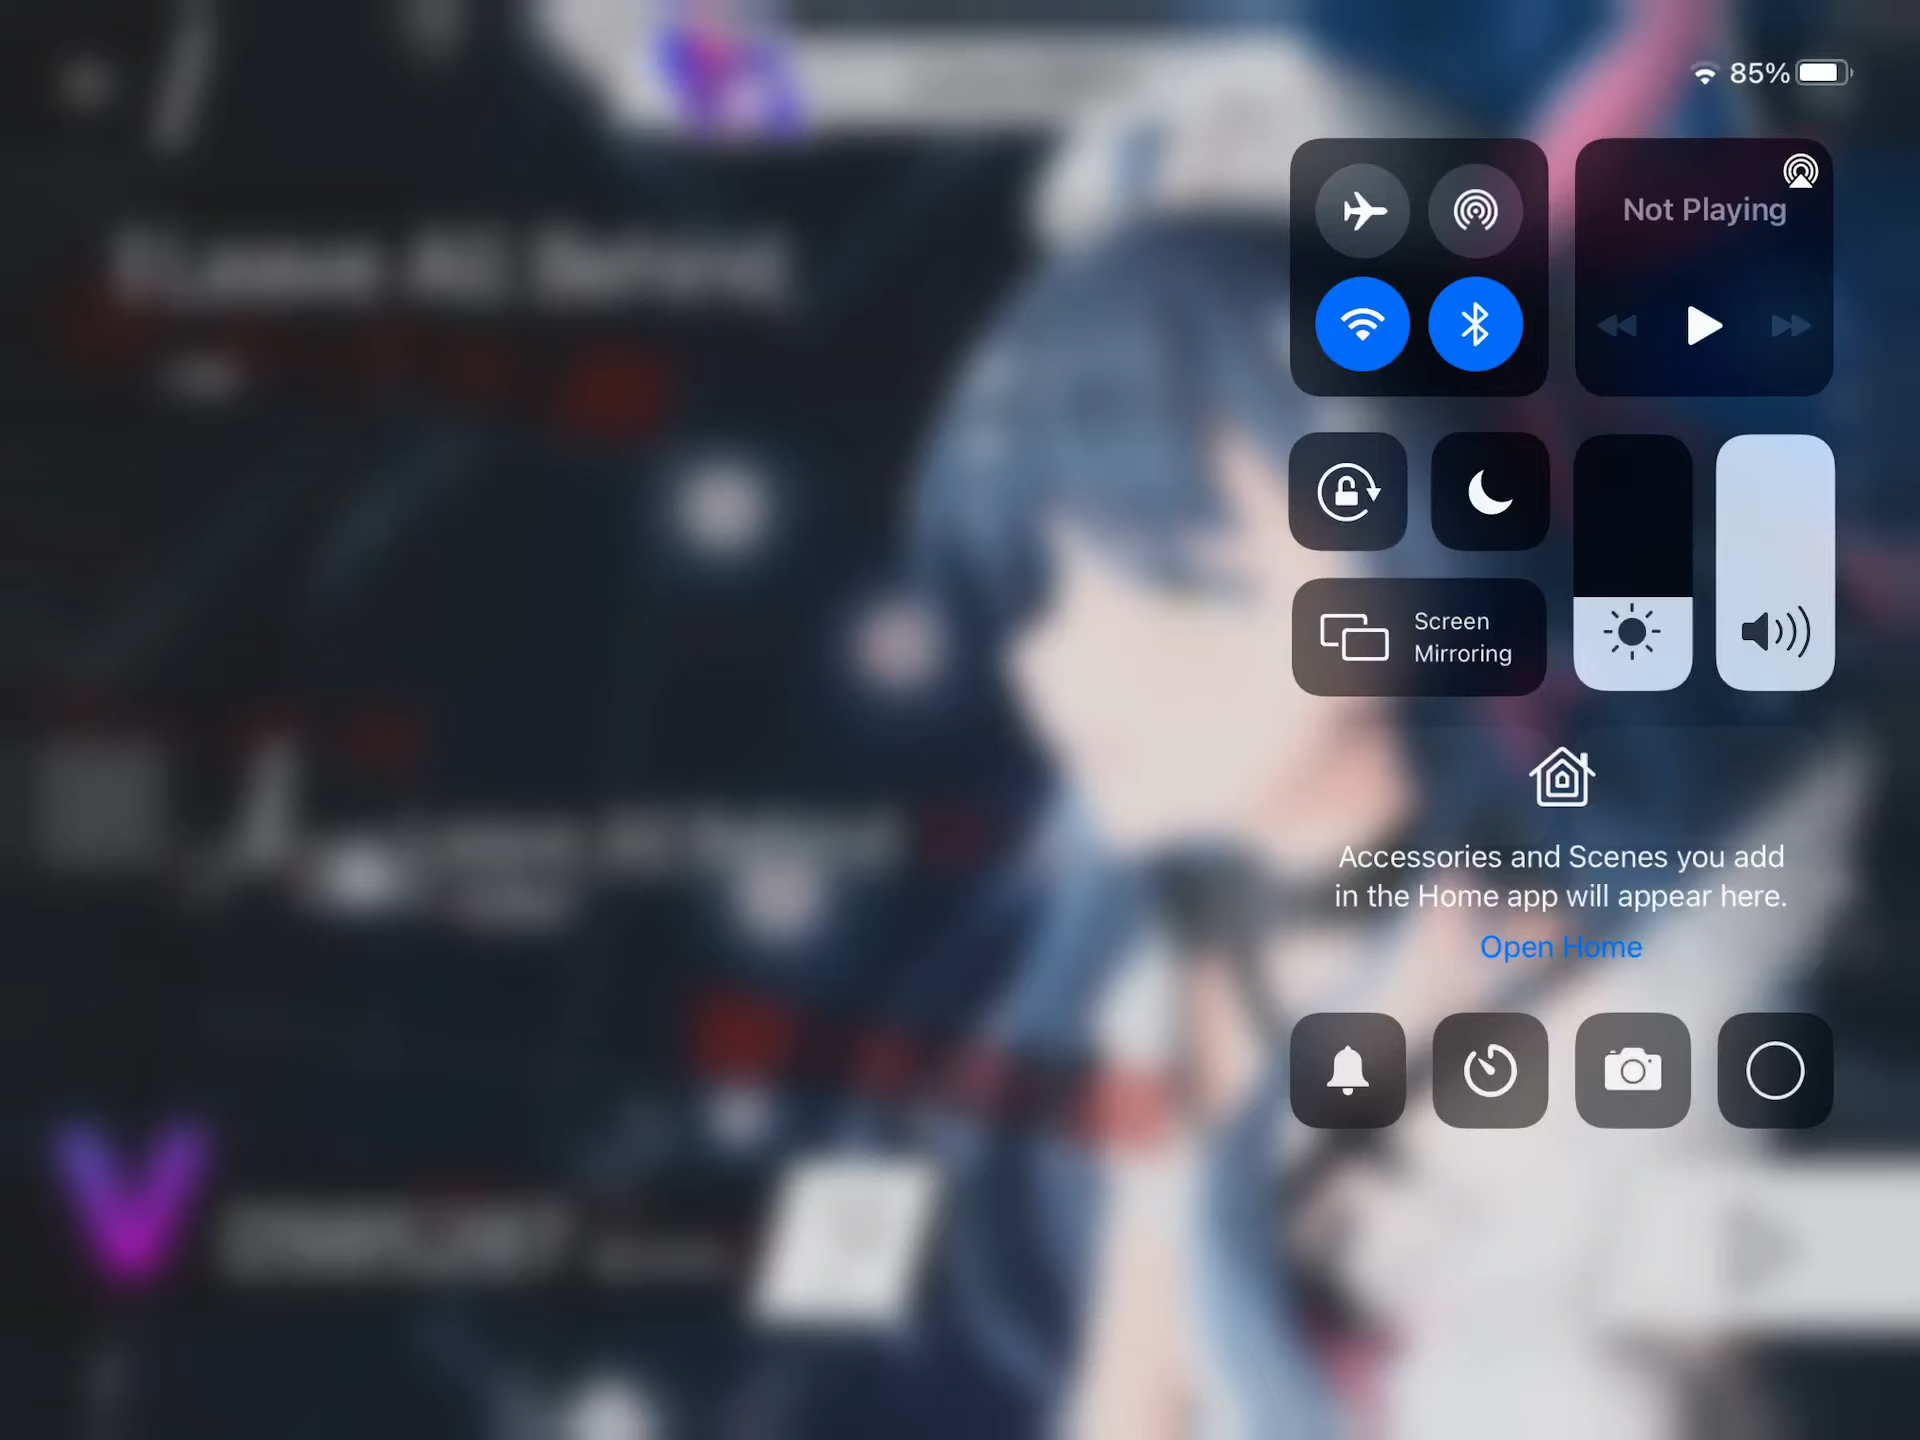 85%
Not Playing
Screen
Mirroring
Accessories and Scenes you add
in the Home app will appear here.
Open Home